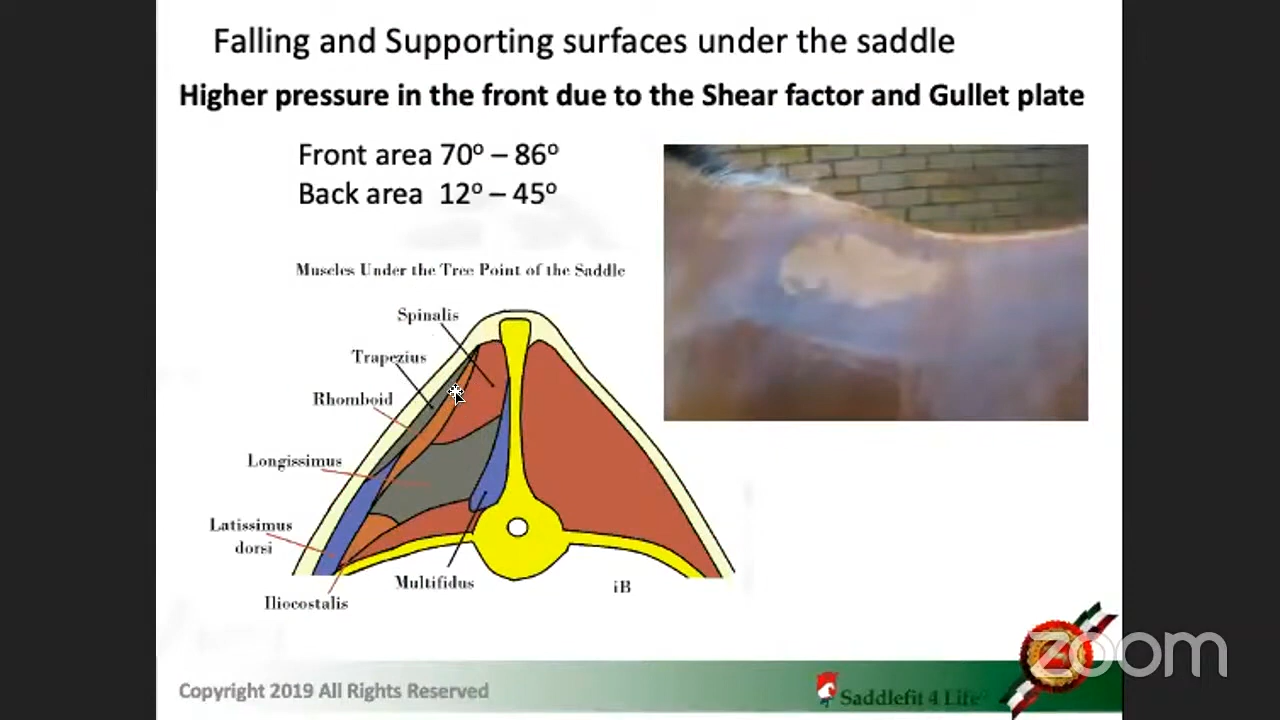 Falling and Supporting surfaces under the saddle
Higher pressure in the front due to the Shear factor and Gullet plate
Front area 70º – 86º
Back area 12º – 45º
Muscles Under the Tree Point of the Saddle
Spinalis
Trapezius
Rhomboid
Longissimus
Latissimus
dorsi
Multifidus
iB
Iliocostalis
zoom
Copyright 2019 All Rights Reserved
Saddlefit 4 Life